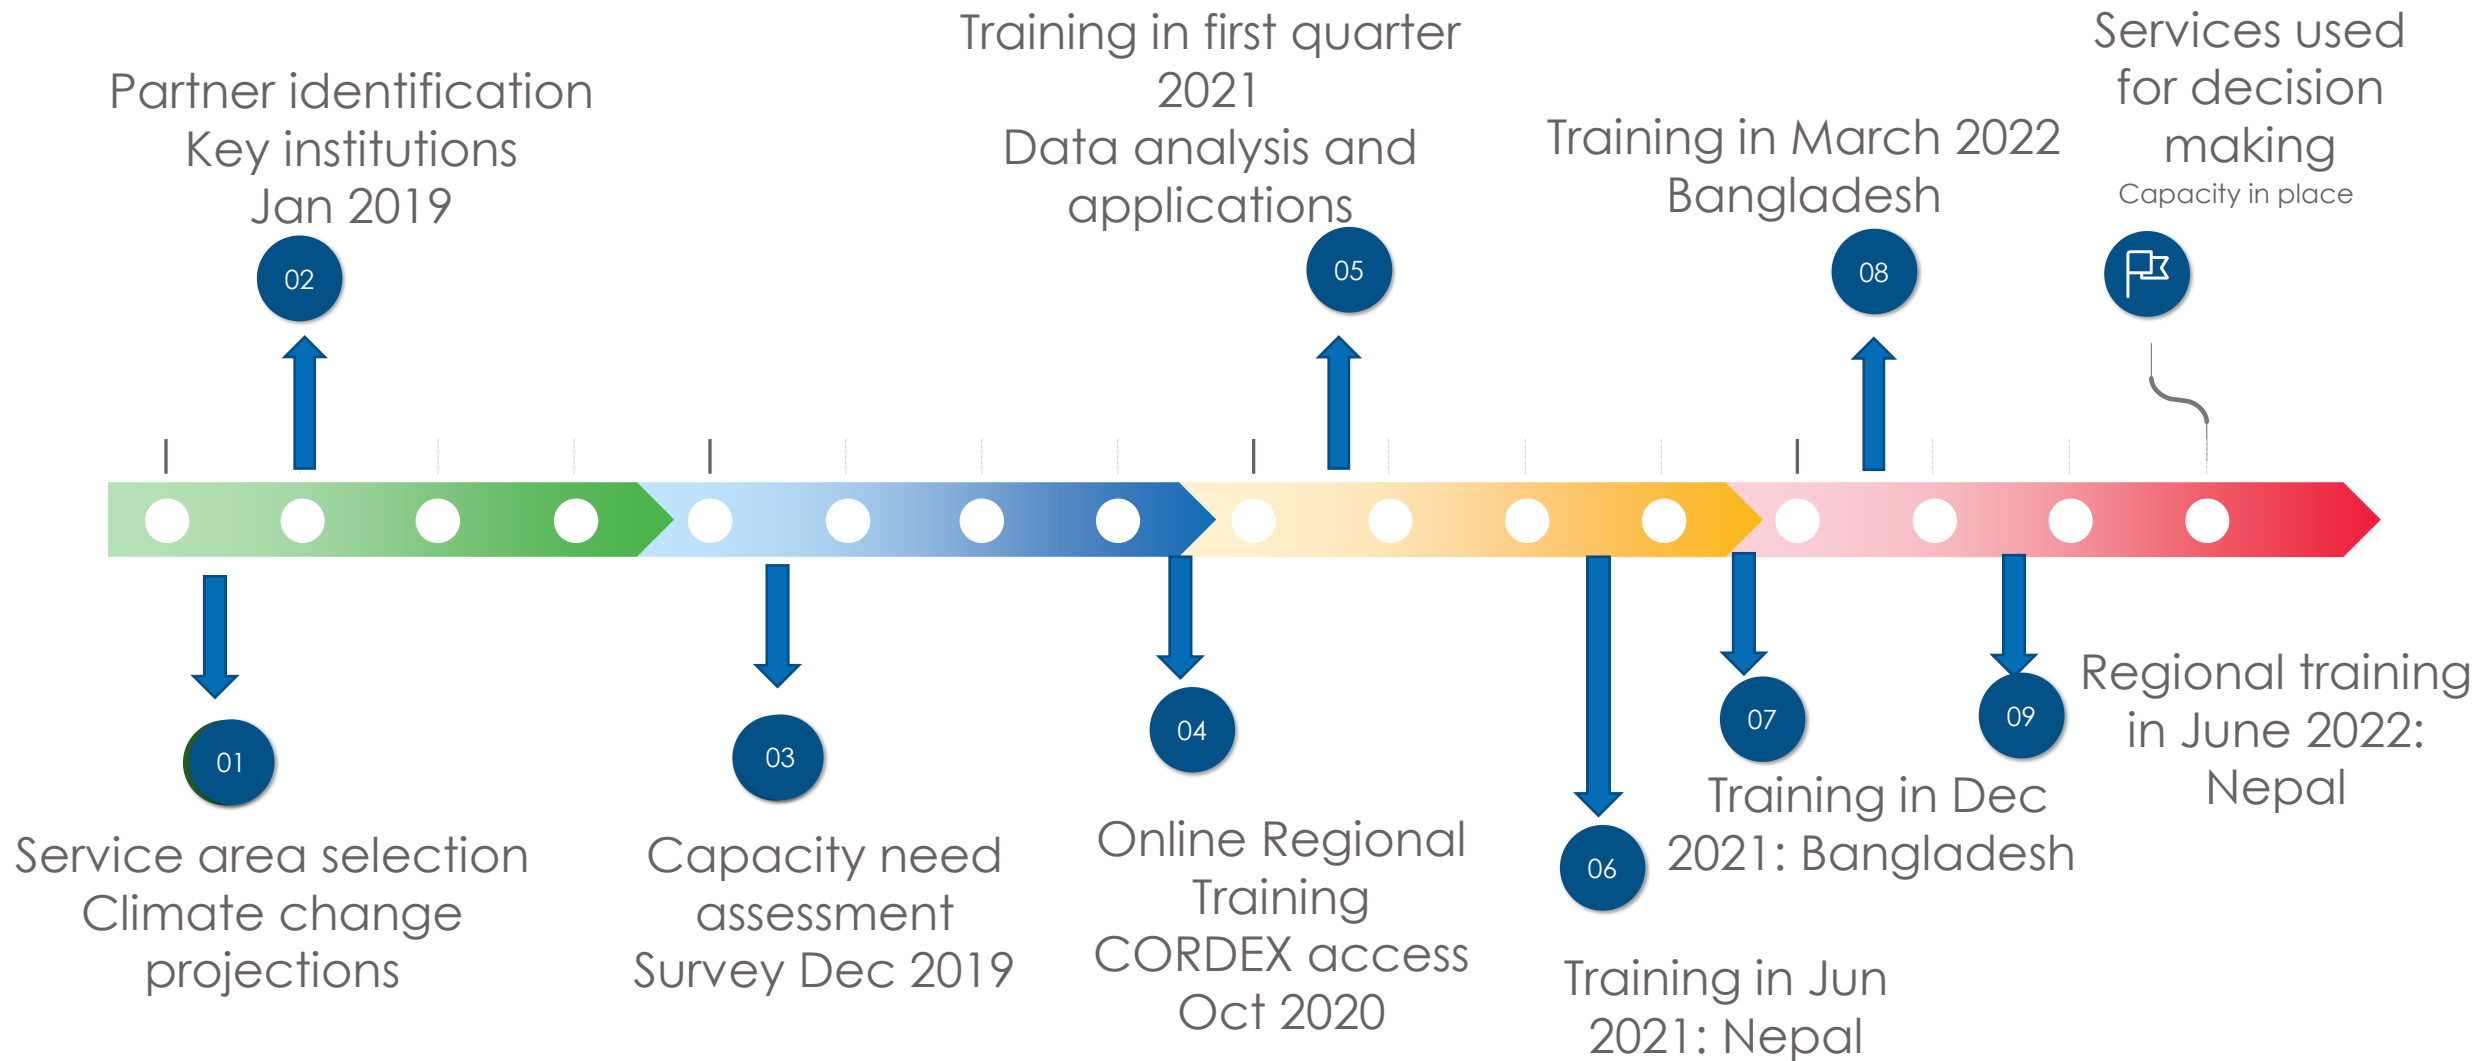 Partner identification
Key institutions
Jan 2019
02
Training in first quarter
2021
Data analysis and
applications
05
Training in March 2022
Bangladesh
08
Services used
for decision
making
Capacity in place
01
Service area selection
Climate change
projections
03
Capacity need
assessment
Survey Dec 2019
04
Online Regional
Training
CORDEX access
Oct 2020
06
Training in Jun
2021: Nepal
07
Training in Dec
2021: Bangladesh
09
Regional training
in June 2022:
Nepal